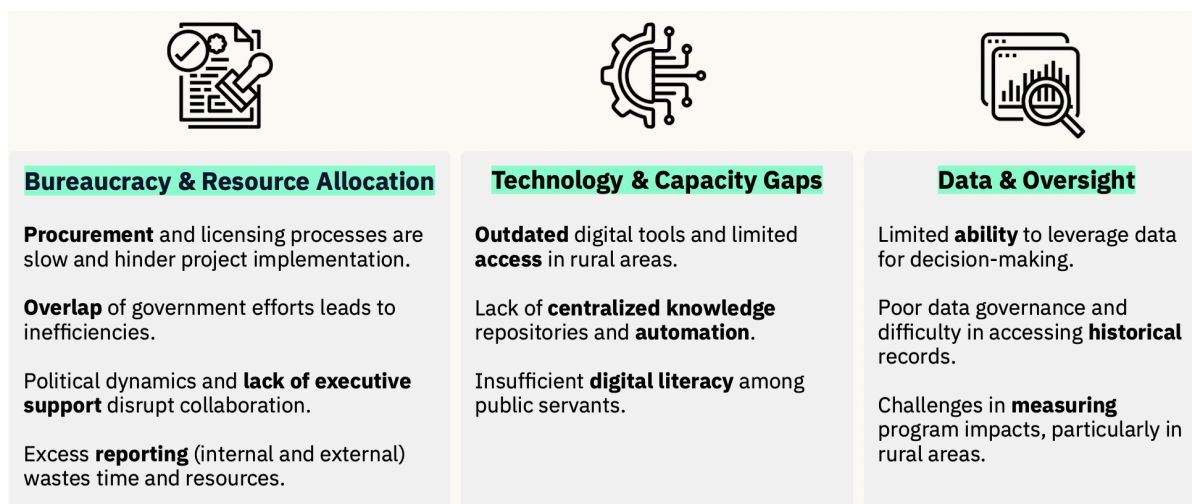 Bureaucracy & Resource Allocation
Procurement and licensing processes are
slow and hinder project implementation.
Overlap of government efforts leads to
inefficiencies.
Political dynamics and lack of executive
support disrupt collaboration.
Excess reporting (internal and external)
wastes time and resources.
Technology & Capacity Gaps
Outdated digital tools and limited
access in rural areas.
Lack of centralized knowledge
repositories and automation.
Insufficient digital literacy among
public servants.
Data & Oversight
Limited ability to leverage data
for decision-making.
Poor data governance and
difficulty in accessing historical
records.
Challenges in measuring
program impacts, particularly in
rural areas.